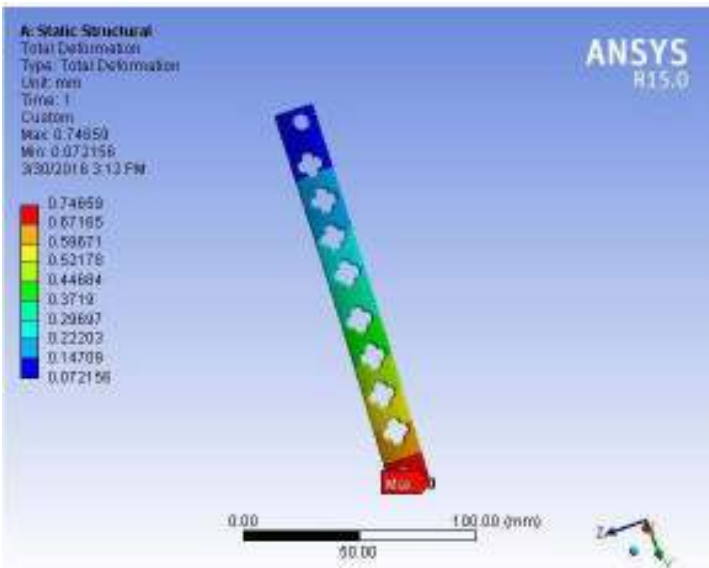 A: Static Structural
Total Deformation
Type: Total Deformation
Unit: mm
Time: 1
Custom
Max: 0.74659
Min: 0.072156
3/30/2016 3:13 PM
ANSYS
R15.0
0.74659
0.67165
0.59671
0.52178
0.44684
0.3719
0.29697
0.22203
0.14709
0.072156
0.00
100.00 (mm)
50.00
Z
Y